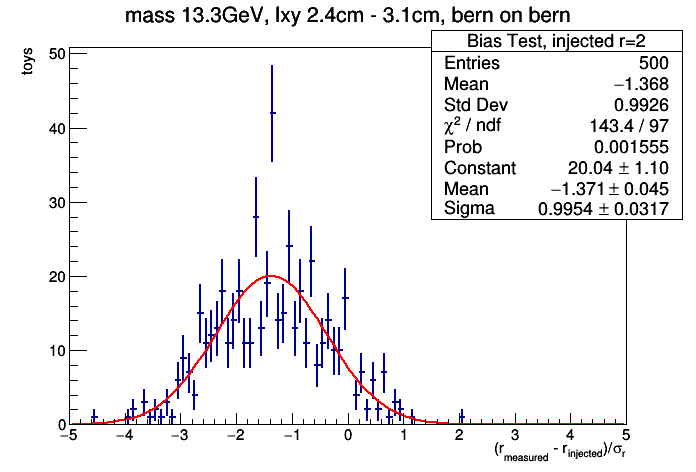 mass 13.3GeV, lxy 2.4cm - 3.1cm, bern on bern
Bias Test, injected r=2
Entries 500
Mean −1.368
Std Dev 0.9926
χ² / ndf 143.4 / 97
Prob 0.001555
Constant 20.04 ± 1.10
Mean −1.371 ± 0.045
Sigma 0.9954 ± 0.0317
toys
50
40
30
20
10
0
−5 −4 −3 −2 −1 0 1 2 3 4 5
(r_measured - r_injected)/σ_r